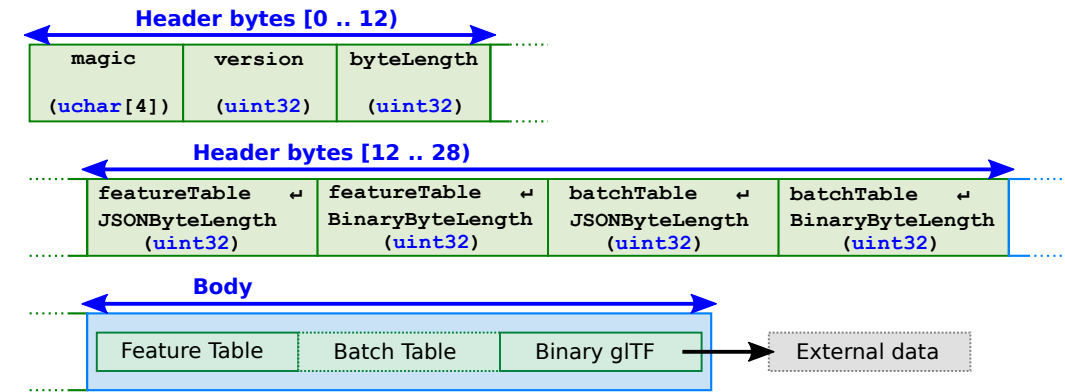 Header bytes [0 .. 12)
magic version byteLength
(uchar[4]) (uint32) (uint32)
Header bytes [12 .. 28)
featureTable ↵ featureTable ↵ batchTable ↵ batchTable ↵
JSONByteLength BinaryByteLength JSONByteLength BinaryByteLength
(uint32) (uint32) (uint32) (uint32)
Body
Feature Table Batch Table Binary glTF External data